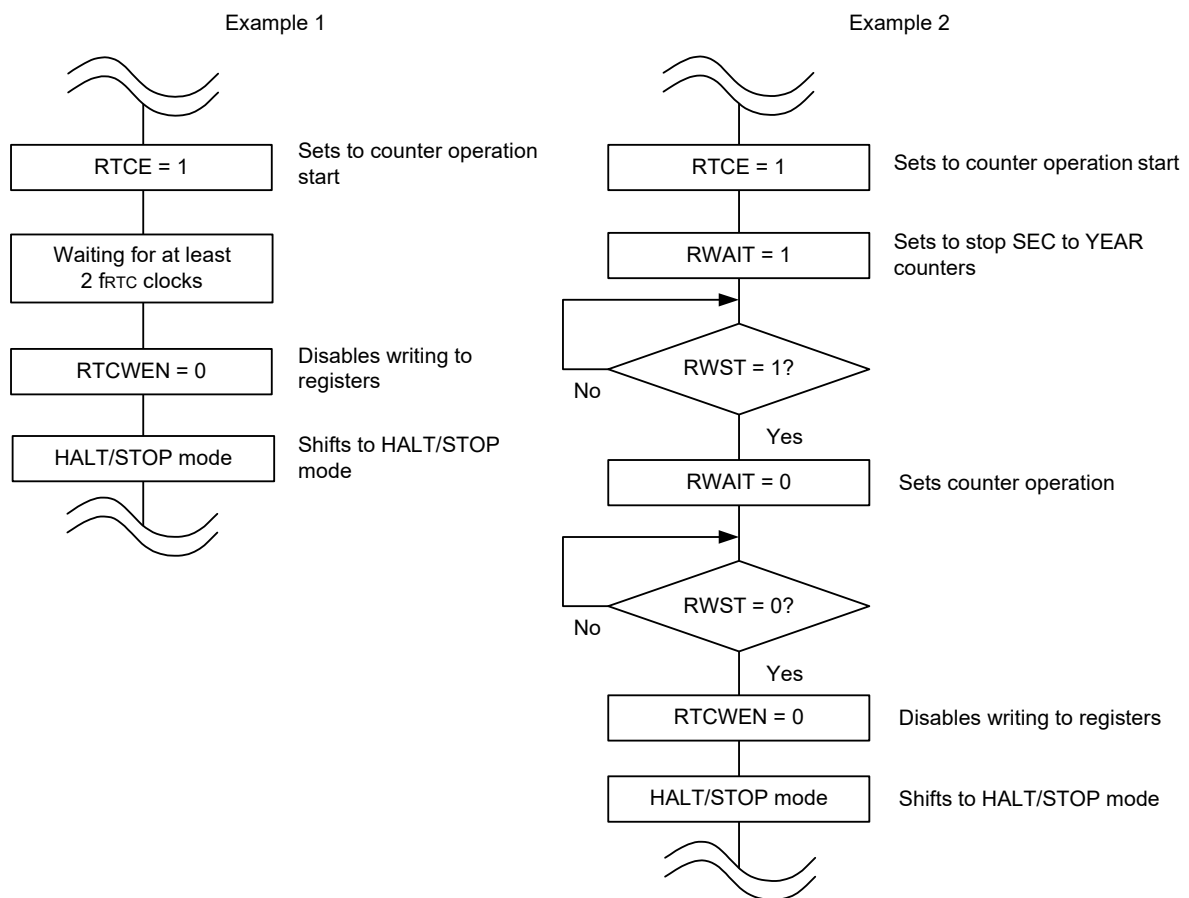 Example 1
RTCE = 1
Sets to counter operation
start
Waiting for at least
2 fRTC clocks
RTCWEN = 0
Disables writing to
registers
HALT/STOP mode
Shifts to HALT/STOP
mode
Example 2
RTCE = 1
Sets to counter operation start
RWAIT = 1
Sets to stop SEC to YEAR
counters
RWST = 1?
No
Yes
RWAIT = 0
Sets counter operation
RWST = 0?
No
Yes
RTCWEN = 0
Disables writing to registers
HALT/STOP mode
Shifts to HALT/STOP mode